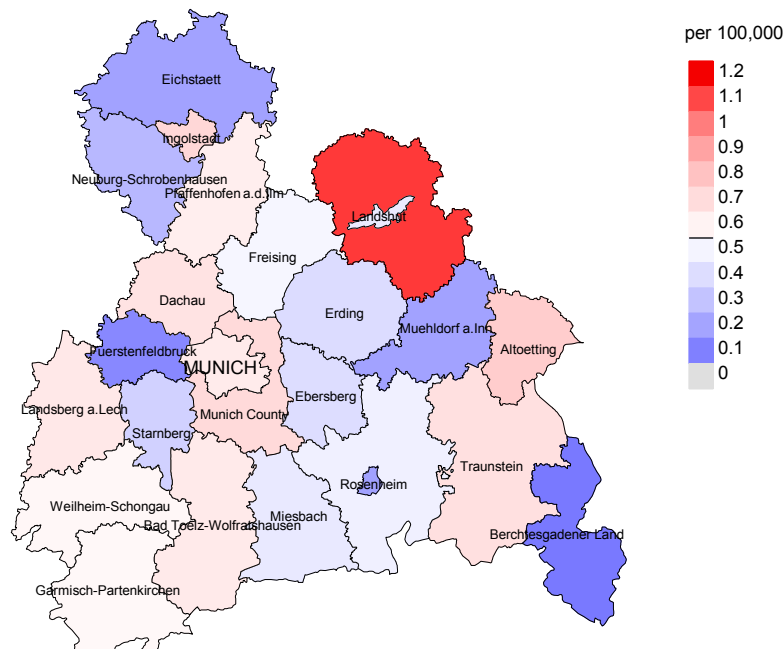 per 100,000
1.2
1.1
1
0.9
0.8
0.7
0.6
0.5
0.4
0.3
0.2
0.1
0
Eichstaett
Ingolstadt
Neuburg-Schrobenhausen
Pfaffenhofen a.d.Ilm
Landshut
Freising
Dachau
Erding
Muehldorf a.Inn
Altoetting
Fuerstenfeldbruck
MUNICH
Ebersberg
Landsberg a.Lech
Munich County
Starnberg
Traunstein
Rosenheim
Weilheim-Schongau
Miesbach
Bad Toelz-Wolfratshausen
Berchtesgadener Land
Garmisch-Partenkirchen